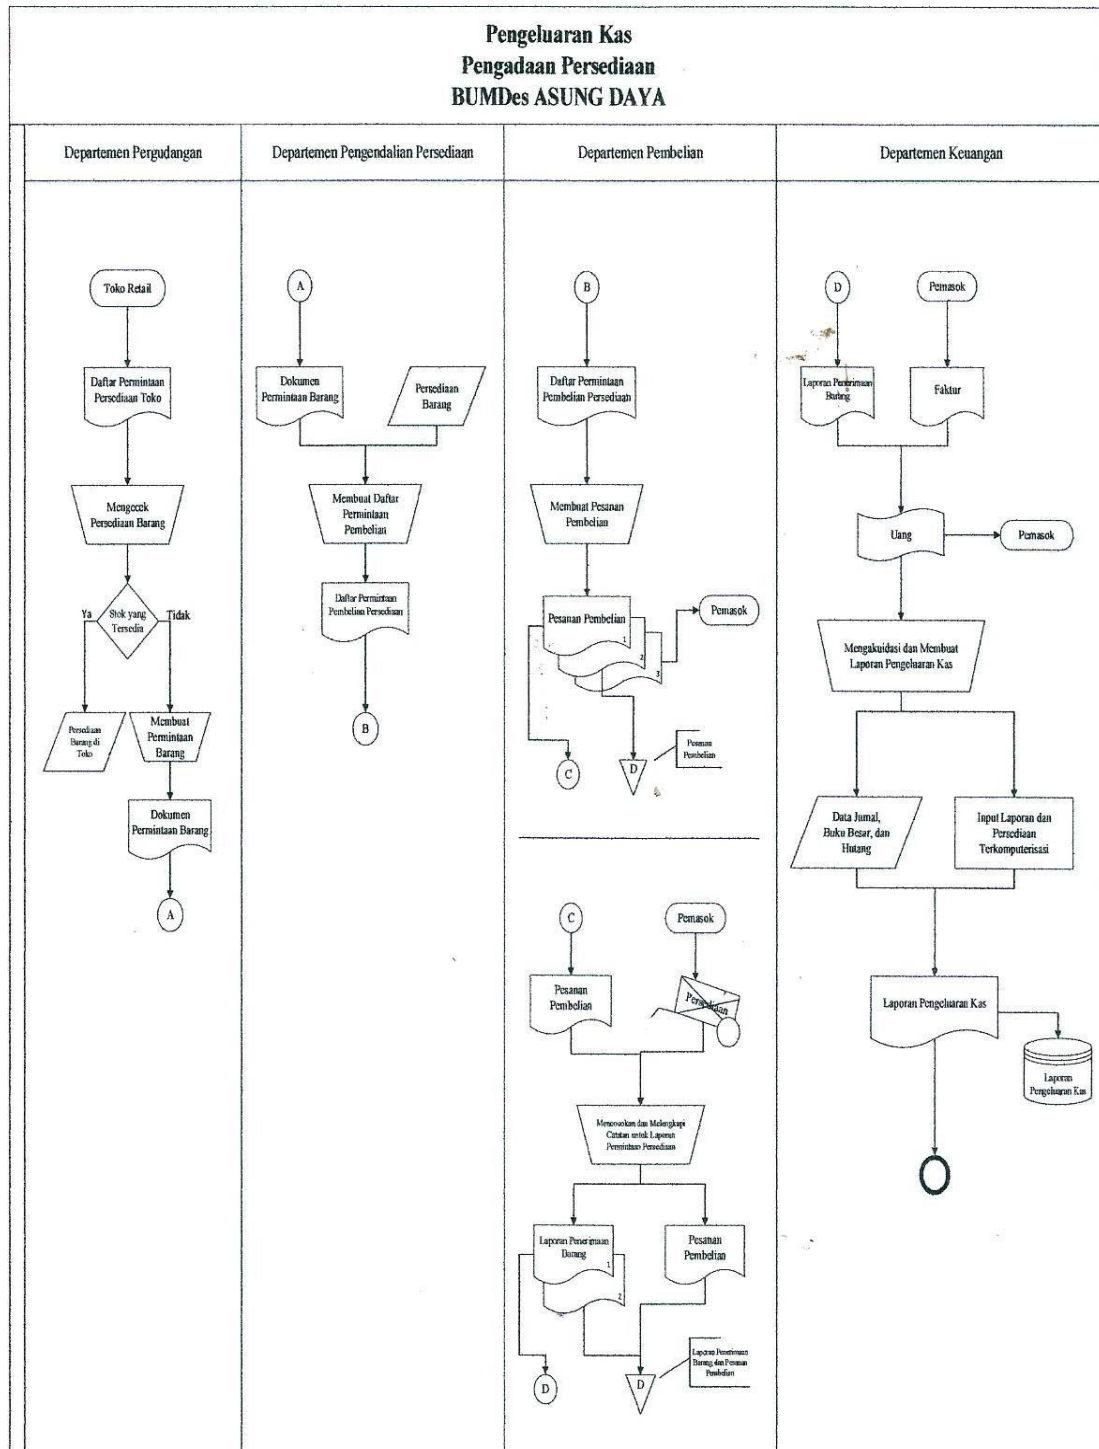 Pengeluaran Kas
Pengadaan Persediaan
BUMDes ASUNG DAYA
Departemen Pergudangan
Departemen Pengendalian Persediaan
Departemen Pembelian
Departemen Keuangan
Toko Retail
Daftar Permintaan
Persediaan Toko
Mengecek
Persediaan Barang
Ya
Stok yang
Tersedia
Tidak
Persediaan
Barang di
Toko
Membuat
Permintaan
Barang
Dokumen
Permintaan Barang
A
A
Dokumen
Permintaan Barang
Persediaan
Barang
Membuat Daftar
Permintaan
Pembelian
Daftar Permintaan
Pembelian Persediaan
B
B
Daftar Permintaan
Pembelian Persediaan
Membuat Pesanan
Pembelian
Pesanan Pembelian
1
2
3
Pemasok
C
D
Pesanan
Pembelian
C
Pemasok
Pesanan
Pembelian
Persediaan
Mencocokan dan Melengkapi
Catatan untuk Laporan
Permintaan Persediaan
Laporan Penerimaan
Barang
1
2
Pesanan
Pembelian
D
D
Laporan Penerimaan
Barang dan Pesanan
Pembelian
D
Pemasok
Laporan Penerimaan
Barang
Faktur
Uang
Pemasok
Mengakuidasi dan Membuat
Laporan Pengeluaran Kas
Data Jurnal,
Buku Besar, dan
Hutang
Input Laporan dan
Persediaan
Terkomputerisasi
Laporan Pengeluaran Kas
Laporan
Pengeluaran Kas